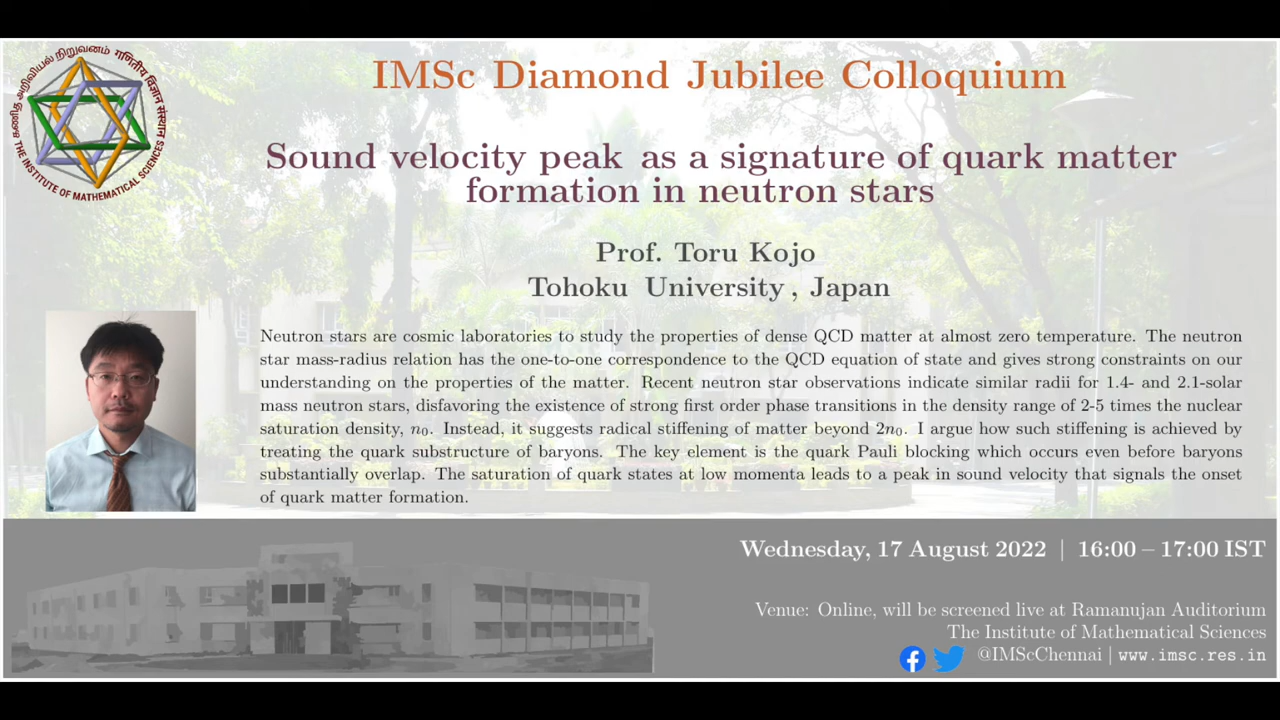 கணித அறிவியல் நிறுவனம்
गणितीय विज्ञान संस्थान
THE INSTITUTE OF MATHEMATICAL SCIENCES
IMSc Diamond Jubilee Colloquium
Sound velocity peak as a signature of quark matter
formation in neutron stars
Prof. Toru Kojo
Tohoku University, Japan
Neutron stars are cosmic laboratories to study the properties of dense QCD matter at almost zero temperature. The neutron
star mass-radius relation has the one-to-one correspondence to the QCD equation of state and gives strong constraints on our
understanding on the properties of the matter. Recent neutron star observations indicate similar radii for 1.4- and 2.1-solar
mass neutron stars, disfavoring the existence of strong first order phase transitions in the density range of 2-5 times the nuclear
saturation density, n₀. Instead, it suggests radical stiffening of matter beyond 2n₀. I argue how such stiffening is achieved by
treating the quark substructure of baryons. The key element is the quark Pauli blocking which occurs even before baryons
substantially overlap. The saturation of quark states at low momenta leads to a peak in sound velocity that signals the onset
of quark matter formation.
Wednesday, 17 August 2022 | 16:00 – 17:00 IST
Venue: Online, will be screened live at Ramanujan Auditorium
The Institute of Mathematical Sciences
@IMScChennai | www.imsc.res.in